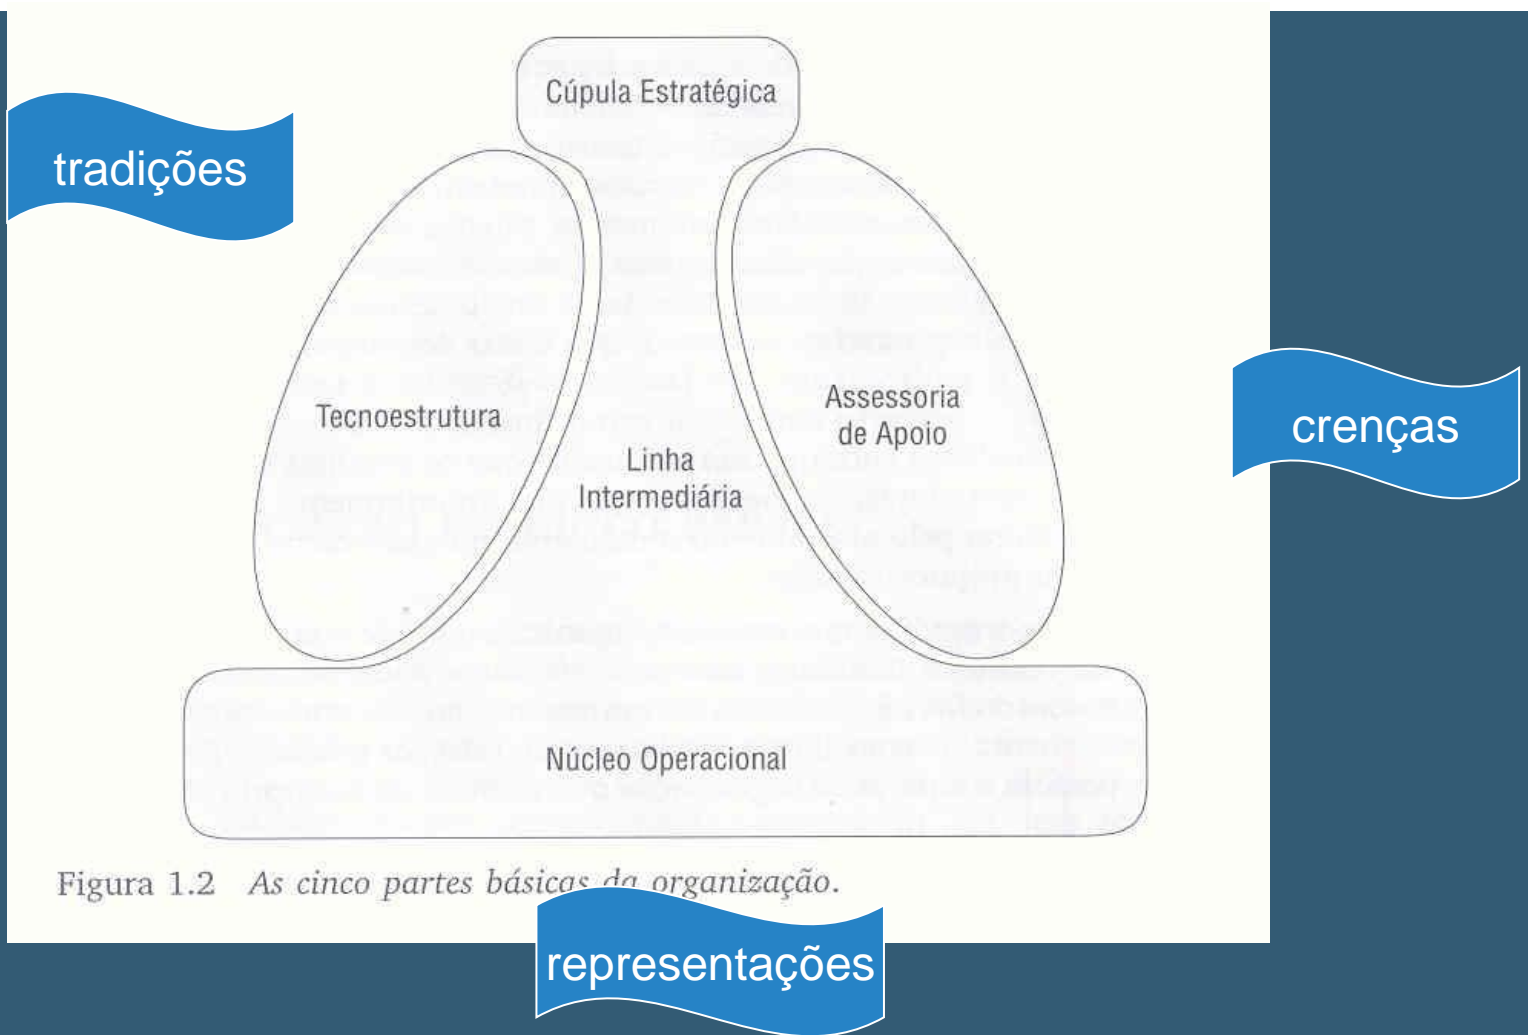 Cúpula Estratégica
tradições
Tecnoestrutura
Assessoria
de Apoio
crenças
Linha
Intermediária
Núcleo Operacional
Figura 1.2 As cinco partes básicas da organização.
representações